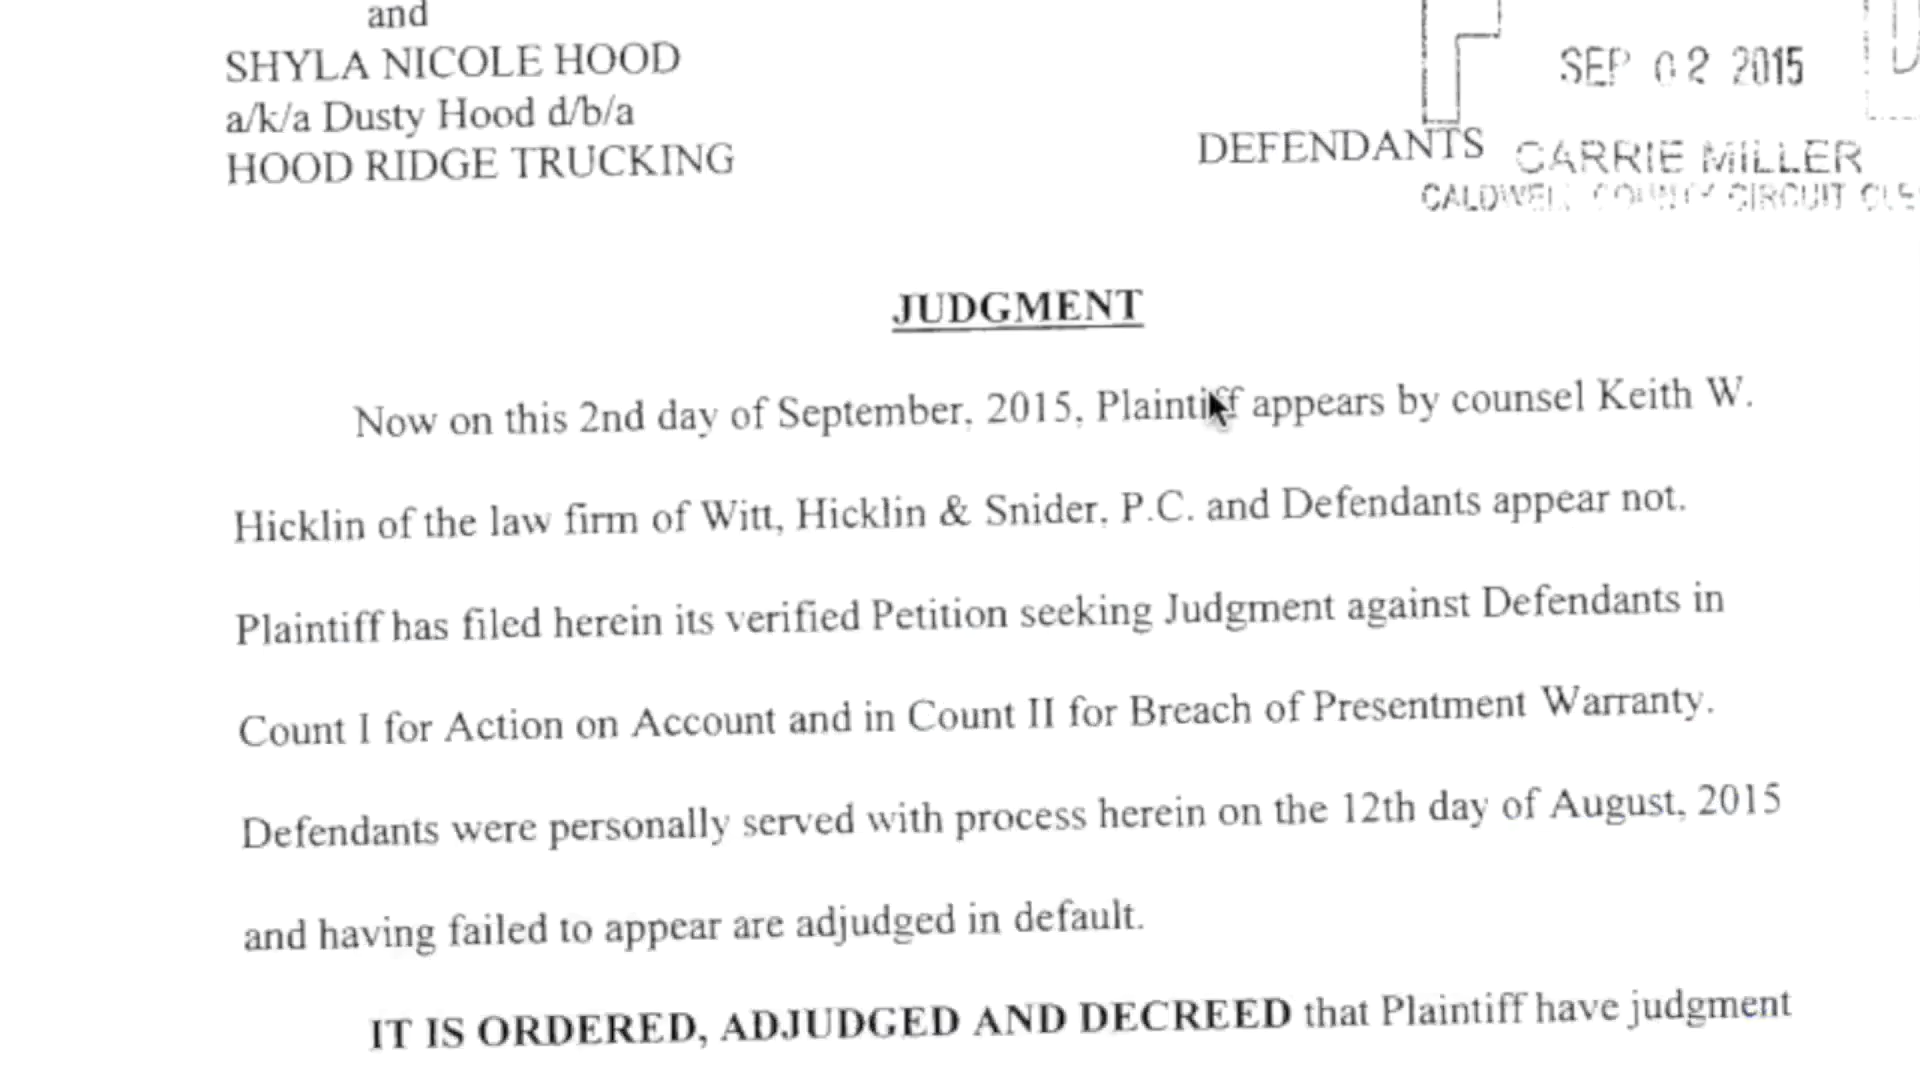 and
SHYLA NICOLE HOOD
a/k/a Dusty Hood d/b/a
HOOD RIDGE TRUCKING
SEP 02 2015
DEFENDANTS
CARRIE MILLER
CALDWELL COUNTY CIRCUIT
JUDGMENT
Now on this 2nd day of September, 2015, Plaintiff appears by counsel Keith W.
Hicklin of the law firm of Witt, Hicklin & Snider, P.C. and Defendants appear not.
Plaintiff has filed herein its verified Petition seeking Judgment against Defendants in
Count I for Action on Account and in Count II for Breach of Presentment Warranty.
Defendants were personally served with process herein on the 12th day of August, 2015
and having failed to appear are adjudged in default.
IT IS ORDERED, ADJUDGED AND DECREED that Plaintiff have judgment